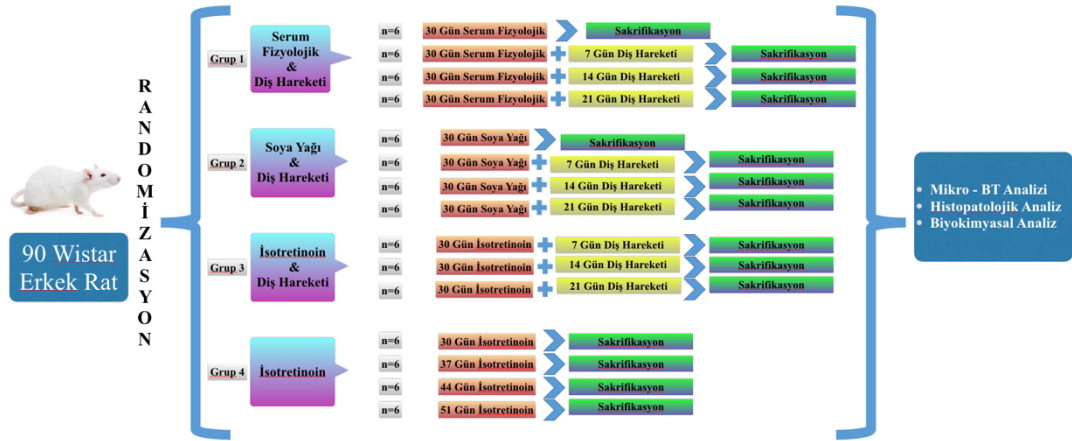 90 Wistar
Erkek Rat
RANDOMİZASYON
Grup 1
Serum
Fizyolojik
&
Diş Hareketi
n=6 30 Gün Serum Fizyolojik Sakrifikasyon
n=6 30 Gün Serum Fizyolojik + 7 Gün Diş Hareketi Sakrifikasyon
n=6 30 Gün Serum Fizyolojik + 14 Gün Diş Hareketi Sakrifikasyon
n=6 30 Gün Serum Fizyolojik + 21 Gün Diş Hareketi Sakrifikasyon
Grup 2
Soya Yağı
&
Diş Hareketi
n=6 30 Gün Soya Yağı Sakrifikasyon
n=6 30 Gün Soya Yağı + 7 Gün Diş Hareketi Sakrifikasyon
n=6 30 Gün Soya Yağı + 14 Gün Diş Hareketi Sakrifikasyon
n=6 30 Gün Soya Yağı + 21 Gün Diş Hareketi Sakrifikasyon
Grup 3
İsotretinoin
&
Diş Hareketi
n=6 30 Gün İsotretinoin + 7 Gün Diş Hareketi Sakrifikasyon
n=6 30 Gün İsotretinoin + 14 Gün Diş Hareketi Sakrifikasyon
n=6 30 Gün İsotretinoin + 21 Gün Diş Hareketi Sakrifikasyon
Grup 4
İsotretinoin
n=6 30 Gün İsotretinoin Sakrifikasyon
n=6 37 Gün İsotretinoin Sakrifikasyon
n=6 44 Gün İsotretinoin Sakrifikasyon
n=6 51 Gün İsotretinoin Sakrifikasyon
• Mikro - BT Analizi
• Histopatolojik Analiz
• Biyokimyasal Analiz